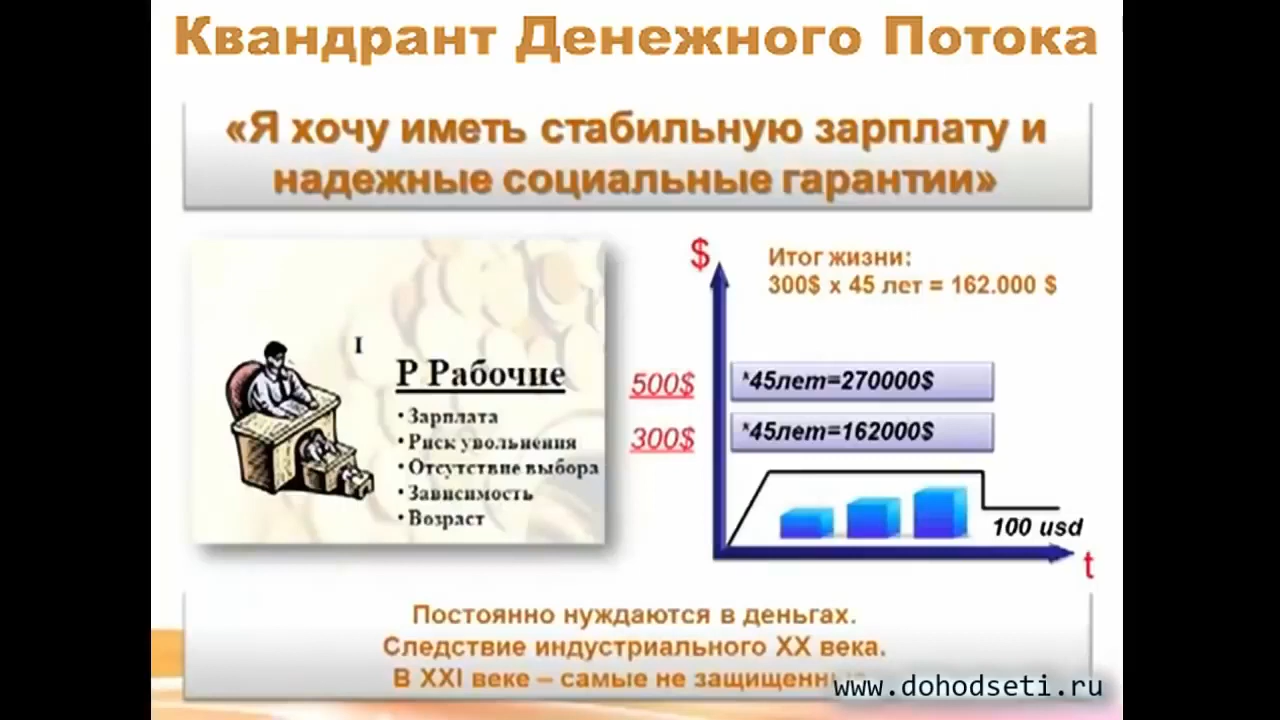 Квандрант Денежного Потока
«Я хочу иметь стабильную зарплату и
надежные социальные гарантии»
I
Р Рабочие
• Зарплата
• Риск увольнения
• Отсутствие выбора
• Зависимость
• Возраст
$
Итог жизни:
300$ х 45 лет = 162.000 $
500$
*45лет=270000$
300$
*45лет=162000$
100 usd
t
Постоянно нуждаются в деньгах.
Следствие индустриального XX века.
В XXI веке – самые не
www.dohodseti.ru